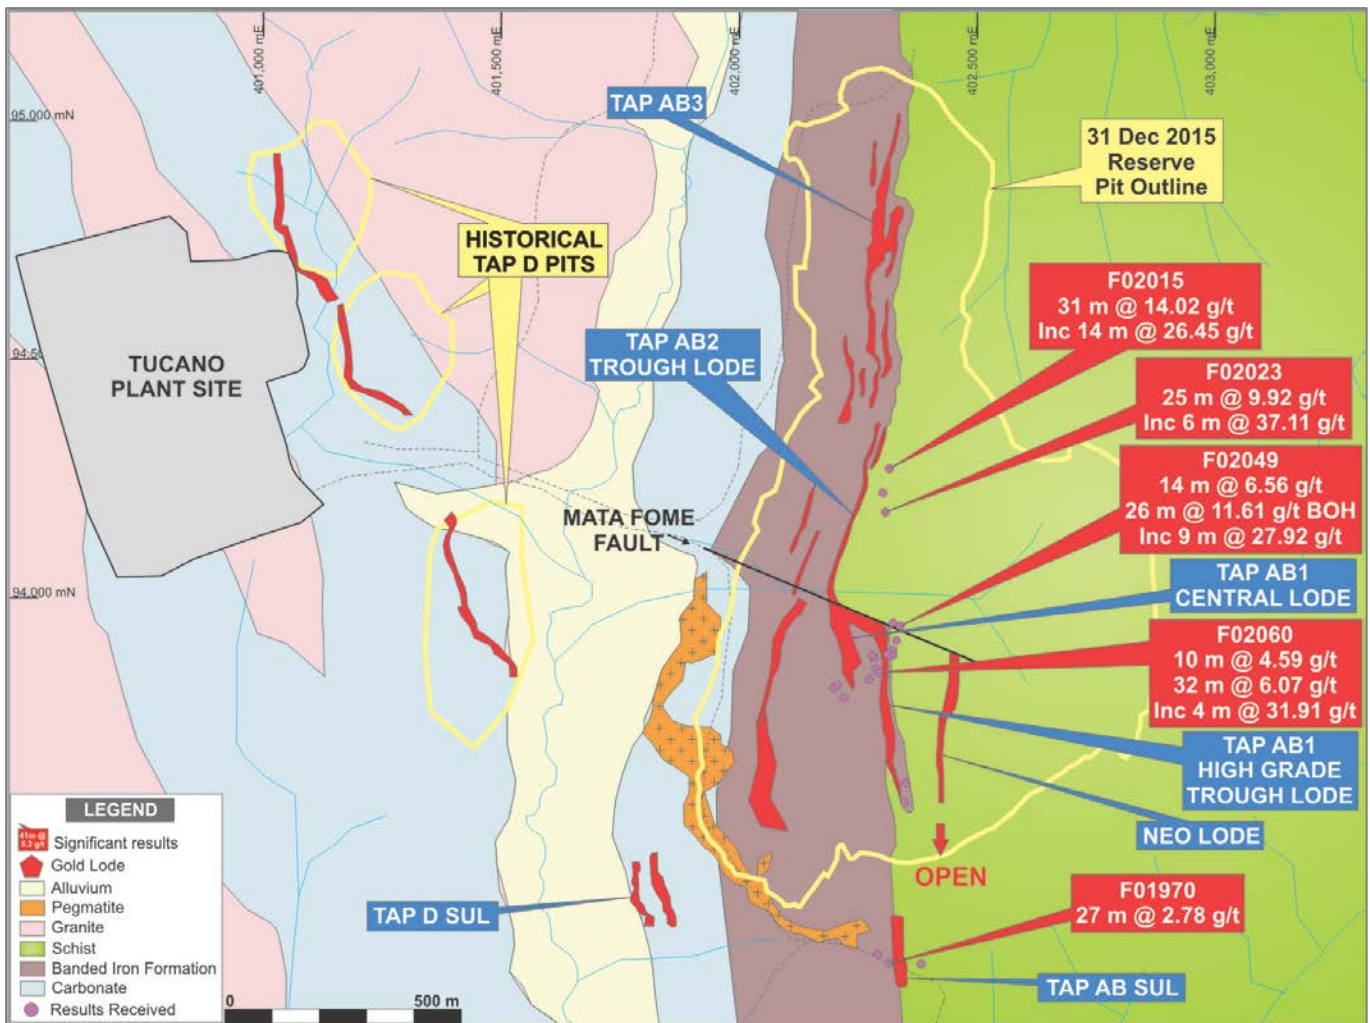 401,000 mE
401,500 mE
402,000 mE
402,500 mE
403,000 mE
95,000 mN
TAP AB3
31 Dec 2015
Reserve
Pit Outline
HISTORICAL
TAP D PITS
F02015
31 m @ 14.02 g/t
Inc 14 m @ 26.45 g/t
TUCANO
PLANT SITE
94,50
TAP AB2
TROUGH LODE
F02023
25 m @ 9.92 g/t
Inc 6 m @ 37.11 g/t
F02049
14 m @ 6.56 g/t
26 m @ 11.61 g/t BOH
Inc 9 m @ 27.92 g/t
MATA FOME
FAULT
94,000 mN
TAP AB1
CENTRAL LODE
F02060
10 m @ 4.59 g/t
32 m @ 6.07 g/t
Inc 4 m @ 31.91 g/t
TAP AB1
HIGH GRADE
TROUGH LODE
NEO LODE
OPEN
F01970
27 m @ 2.78 g/t
TAP D SUL
TAP AB SUL
LEGEND
41m @
5.3 g/t
Significant results
Gold Lode
Alluvium
Pegmatite
Granite
Schist
Banded Iron Formation
Carbonate
Results Received
0
500 m